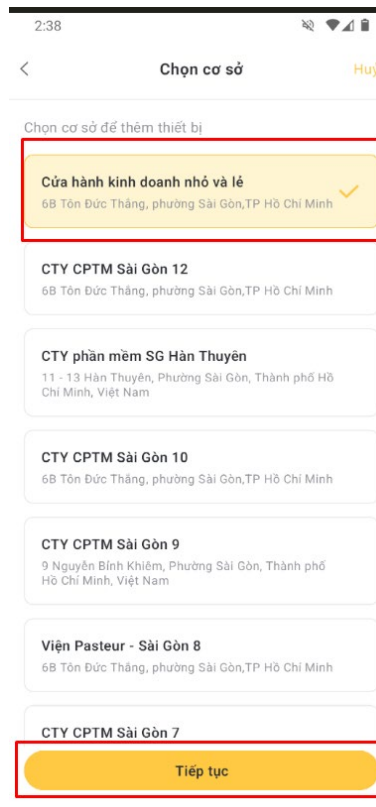 2:38
Chọn cơ sở
Huỷ
Chọn cơ sở để thêm thiết bị
Cửa hành kinh doanh nhỏ và lẻ
6B Tôn Đức Thắng, phường Sài Gòn,TP Hồ Chí Minh
CTY CPTM Sài Gòn 12
6B Tôn Đức Thắng, phường Sài Gòn,TP Hồ Chí Minh
CTY phần mềm SG Hàn Thuyên
11 - 13 Hàn Thuyên, Phường Sài Gòn, Thành phố Hồ
Chí Minh, Việt Nam
CTY CPTM Sài Gòn 10
6B Tôn Đức Thắng, phường Sài Gòn,TP Hồ Chí Minh
CTY CPTM Sài Gòn 9
9 Nguyễn Bỉnh Khiêm, Phường Sài Gòn, Thành phố
Hồ Chí Minh, Việt Nam
Viện Pasteur - Sài Gòn 8
6B Tôn Đức Thắng, phường Sài Gòn,TP Hồ Chí Minh
CTY CPTM Sài Gòn 7
Tiếp tục